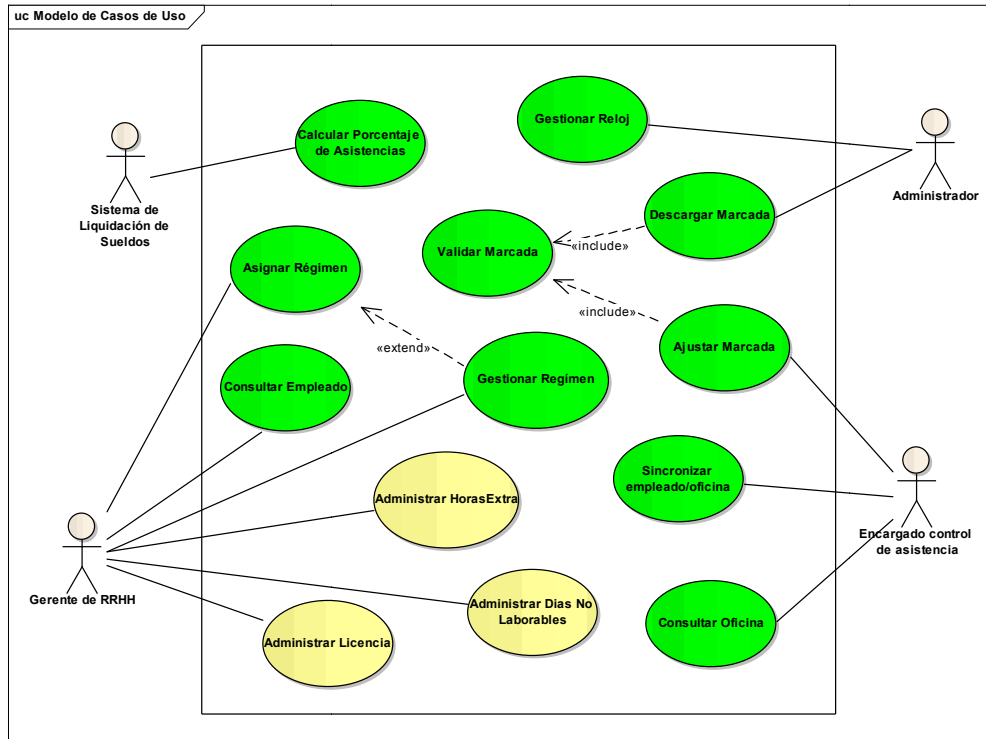 uc Modelo de Casos de Uso
Calcular Porcentaje
de Asistencias
Gestionar Reloj
Sistema de
Liquidación de
Sueldos
Administrador
Descargar Marcada
«include»
Validar Marcada
Asignar Régimen
«include»
Ajustar Marcada
«extend»
Gestionar Regímen
Consultar Empleado
Sincronizar
empleado/oficina
Administrar HorasExtra
Encargado control
de asistencia
Gerente de RRHH
Administrar Dias No
Laborables
Consultar Oficina
Administrar Licencia